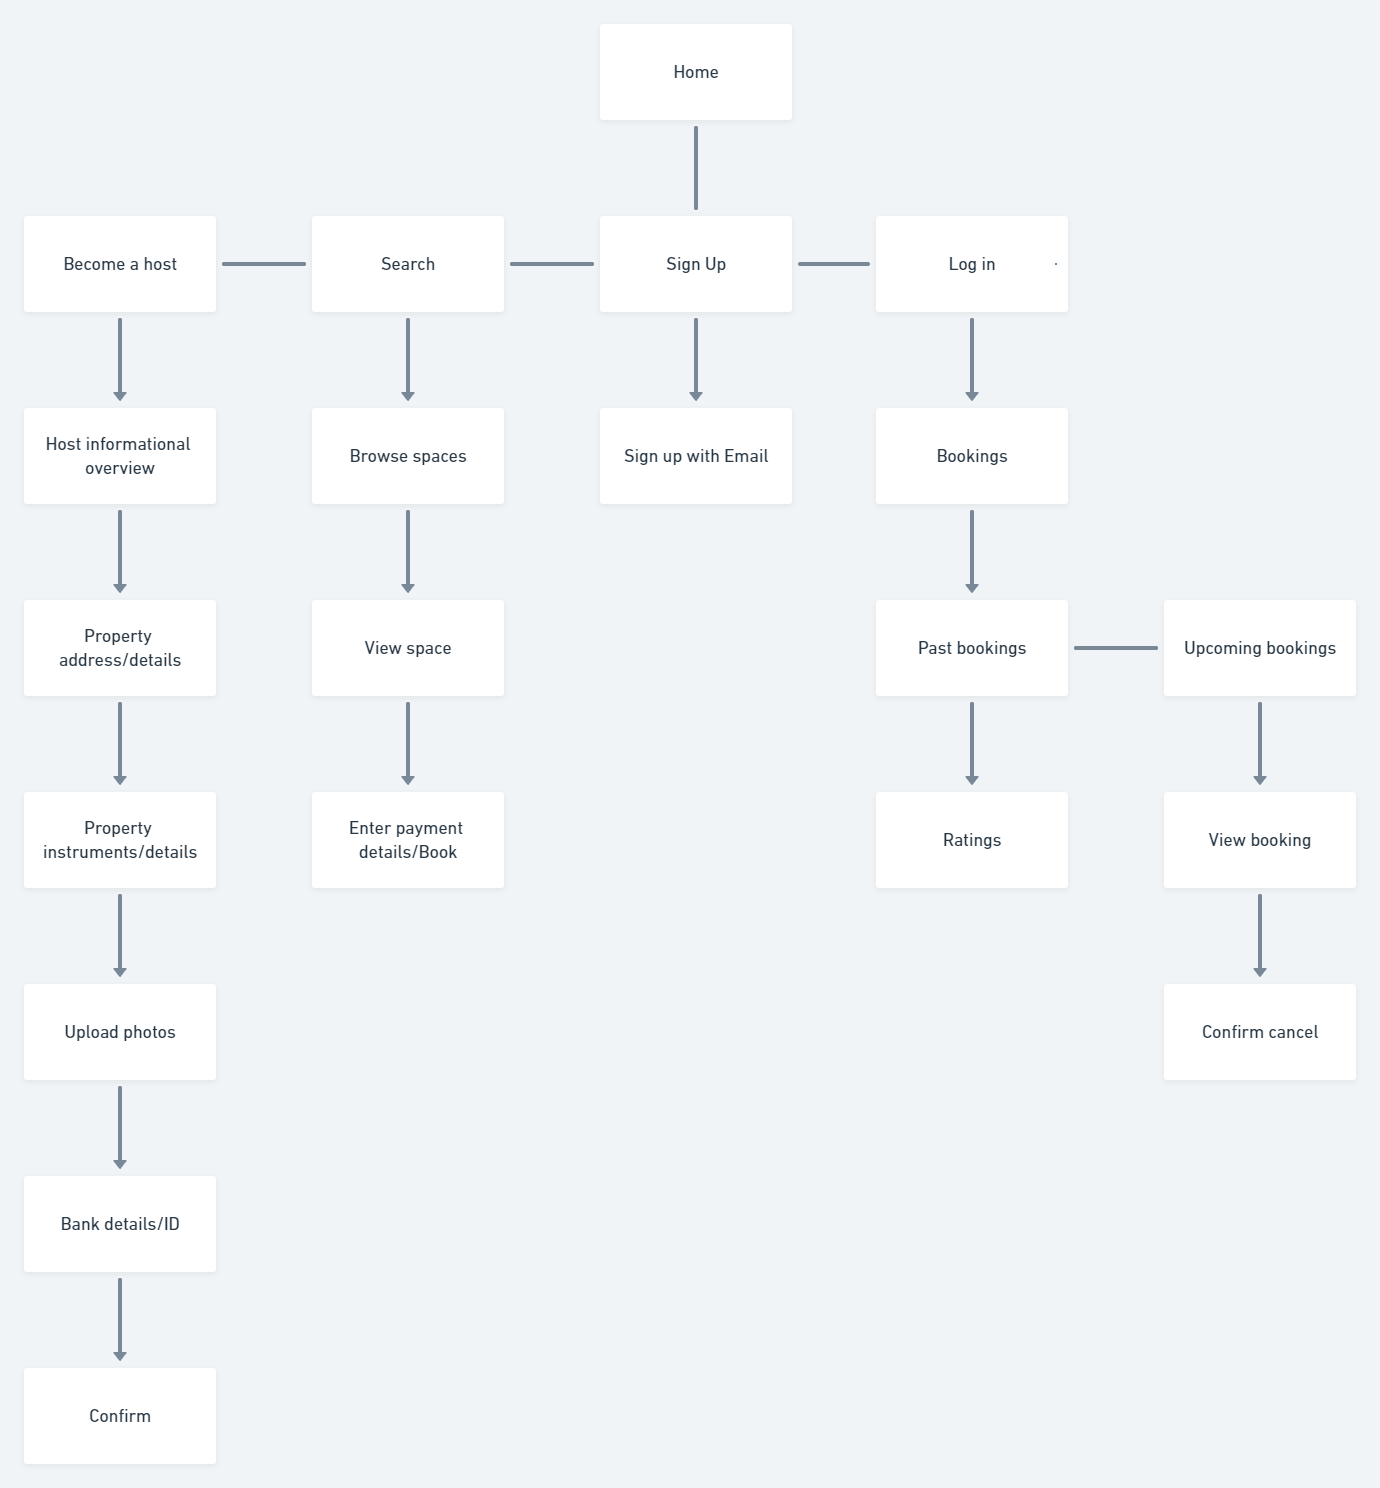 Home
Become a host
Search
Sign Up
Log in
Host informational
overview
Browse spaces
Sign up with Email
Bookings
Property
address/details
View space
Past bookings
Upcoming bookings
Property
instruments/details
Enter payment
details/Book
Ratings
View booking
Upload photos
Confirm cancel
Bank details/ID
Confirm